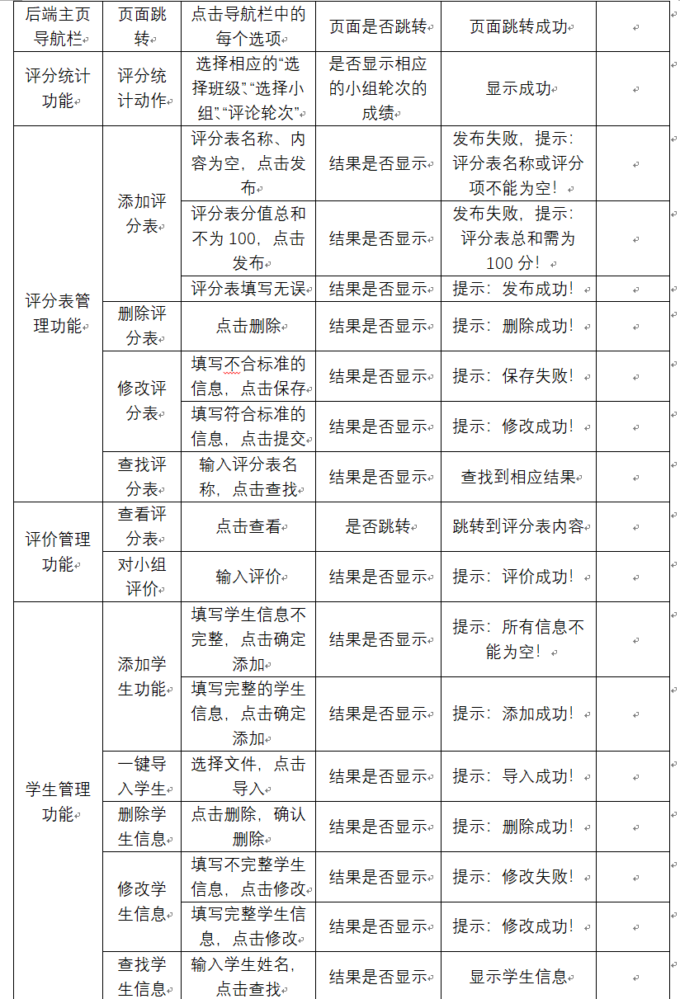 后端主页
导航栏
页面跳
转
点击导航栏中的
每个选项
页面是否跳转
页面跳转成功
评分统计
功能
评分统
计动作
选择相应的“选
择班级”、“选择小
组”、“评论轮次”
是否显示相应
的小组轮次的
成绩
显示成功
评分表管
理功能
添加评
分表
评分表名称、内
容为空，点击发
布
结果是否显示
发布失败，提示：
评分表名称或评分
项不能为空！
评分表分值总和
不为 100，点击
发布
结果是否显示
发布失败，提示：
评分表总和需为
100 分！
评分表填写无误
结果是否显示
提示：发布成功！
删除评
分表
点击删除
结果是否显示
提示：删除成功！
修改评
分表
填写不合标准的
信息，点击保存
结果是否显示
提示：保存失败！
填写符合标准的
信息，点击提交
结果是否显示
提示：修改成功！
查找评
分表
输入评分表名
称，点击查找
结果是否显示
查找到相应结果
评价管理
功能
查看评
分表
点击查看
是否跳转
跳转到评分表内容
对小组
评价
输入评价
结果是否显示
提示：评价成功！
学生管理
功能
添加学
生功能
填写学生信息不
完整，点击确定
添加
结果是否显示
提示：所有信息不
能为空！
填写完整的学生
信息，点击确定
添加
结果是否显示
提示：添加成功！
一键导
入学生
选择文件，点击
导入
结果是否显示
提示：导入成功！
删除学
生信息
点击删除，确认
删除
结果是否显示
提示：删除成功！
修改学
生信息
填写不完整学生
信息，点击修改
结果是否显示
提示：修改失败！
填写完整学生信
息，点击修改
结果是否显示
提示：修改成功！
查找学
生信息
输入学生姓名，
点击查找
结果是否显示
显示学生信息